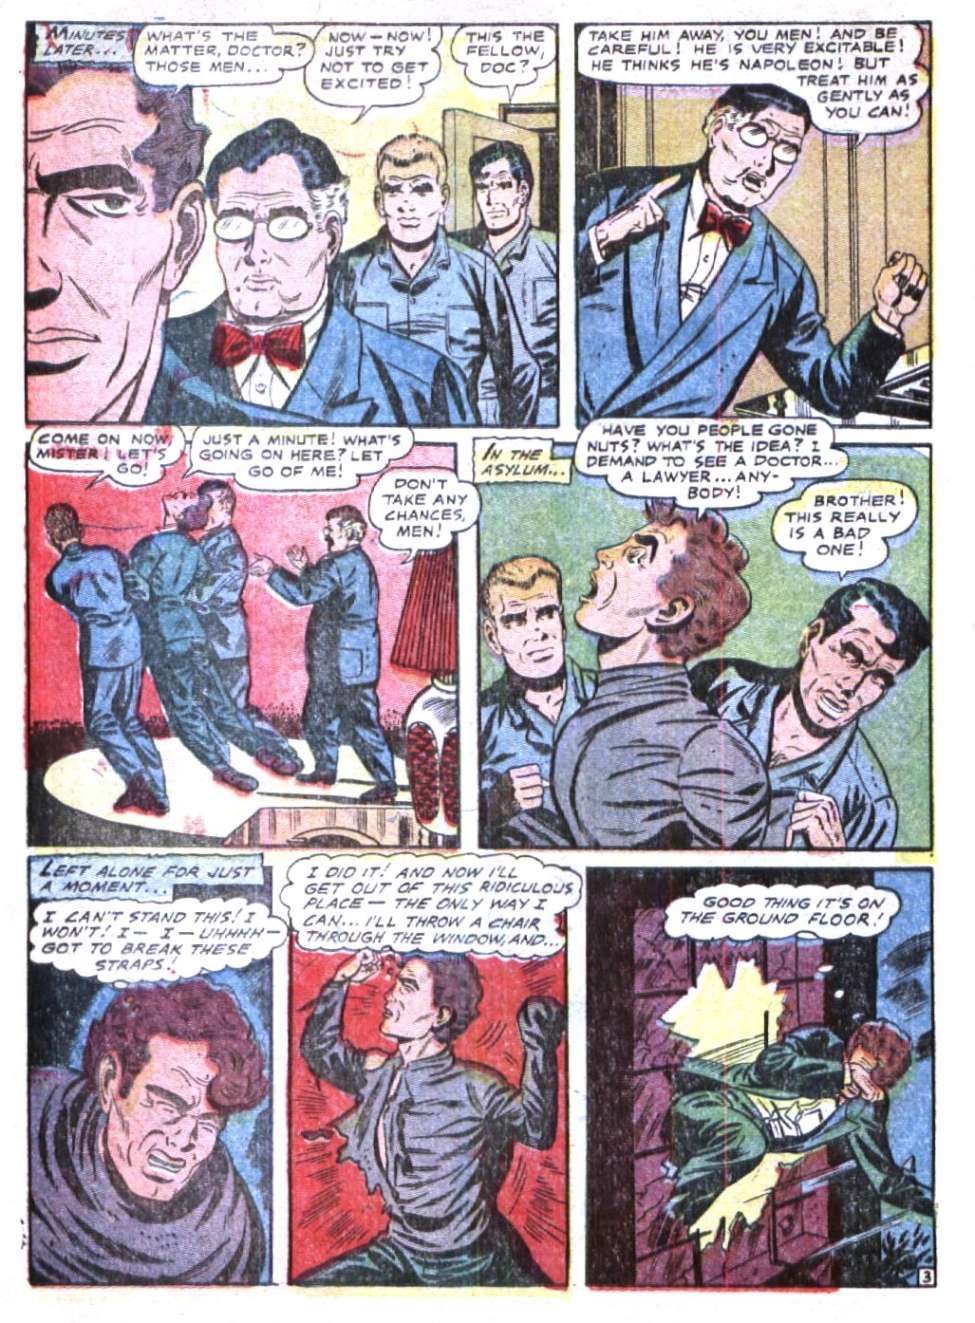 MINUTES
LATER...
WHAT'S THE
MATTER, DOCTOR?
THOSE MEN...
NOW-NOW!
JUST TRY
NOT TO GET
EXCITED!
THIS THE
FELLOW,
DOC?
TAKE HIM AWAY, YOU MEN! AND BE
CAREFUL! HE IS VERY EXCITABLE!
HE THINKS HE'S NAPOLEON! BUT
TREAT HIM AS
GENTLY AS
YOU CAN!
COME ON NOW,
MISTER! LET'S
GO!
JUST A MINUTE! WHAT'S
GOING ON HERE? LET
GO OF ME!
DON'T
TAKE ANY
CHANCES,
MEN!
IN THE
ASYLUM...
HAVE YOU PEOPLE GONE
NUTS? WHAT'S THE IDEA? I
DEMAND TO SEE A DOCTOR...
A LAWYER... ANY-
BODY!
BROTHER!
THIS REALLY
IS A BAD
ONE!
LEFT ALONE FOR JUST
A MOMENT...
I CAN'T STAND THIS! I
WON'T! I- I-UHHHH-
GOT TO BREAK THESE
STRAPS!
I DID IT! AND NOW I'LL
GET OUT OF THIS RIDICULOUS
PLACE- THE ONLY WAY I
CAN... I'LL THROW A CHAIR
THROUGH THE WINDOW, AND...
GOOD THING IT'S ON
THE GROUND FLOOR!
3